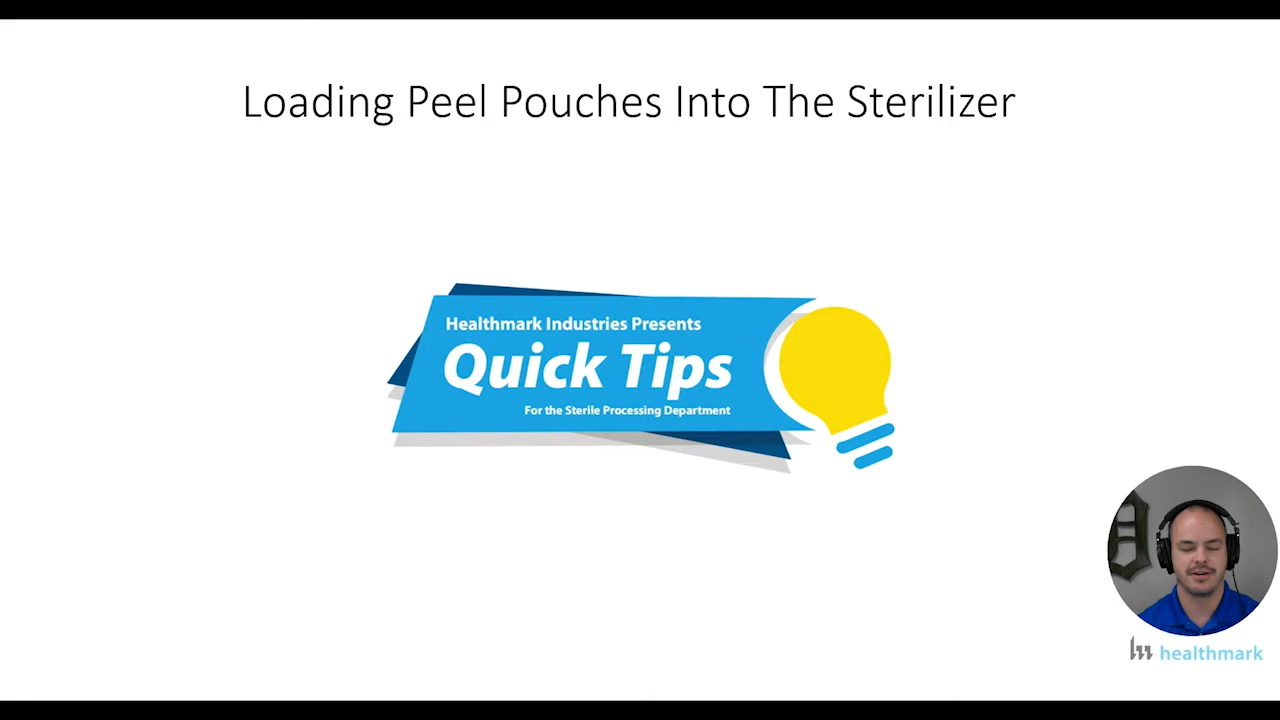 Loading Peel Pouches Into The Sterilizer
Healthmark Industries Presents
Quick Tips
For the Sterile Processing Department
healthmark